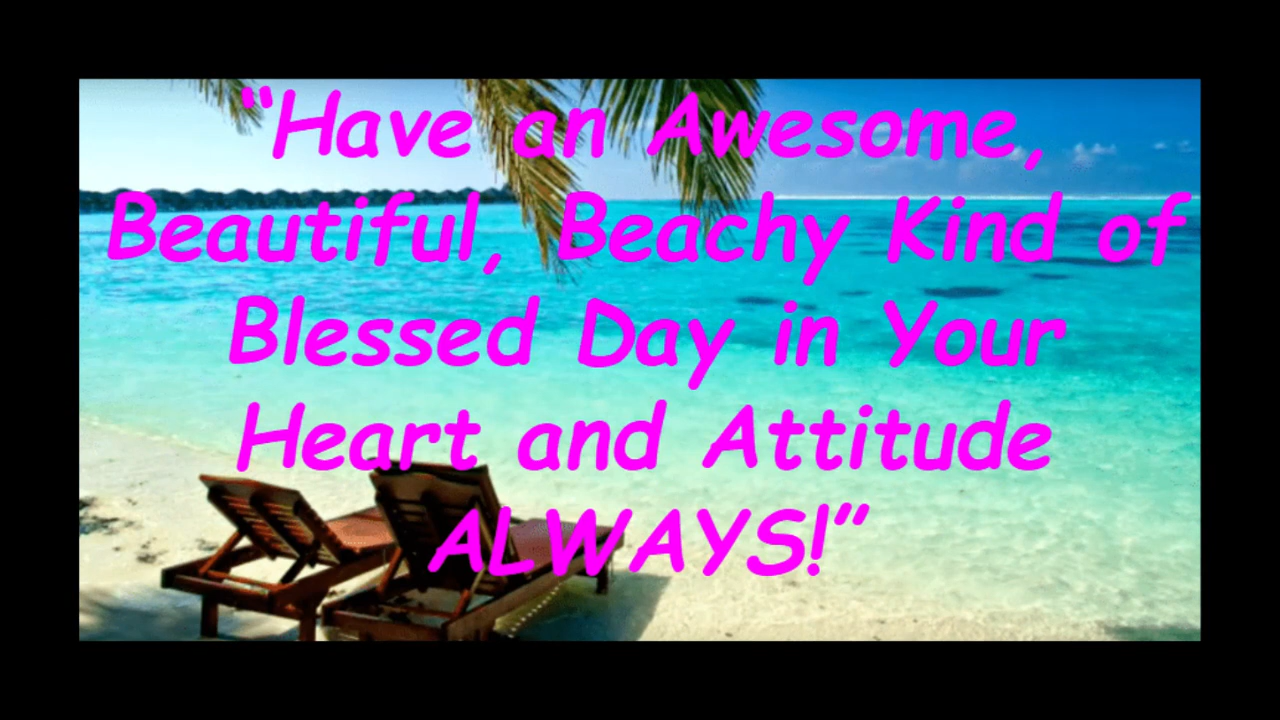 “Have an Awesome,
Beautiful, Beachy Kind of
Blessed Day in Your
Heart and Attitude
ALWAYS!”